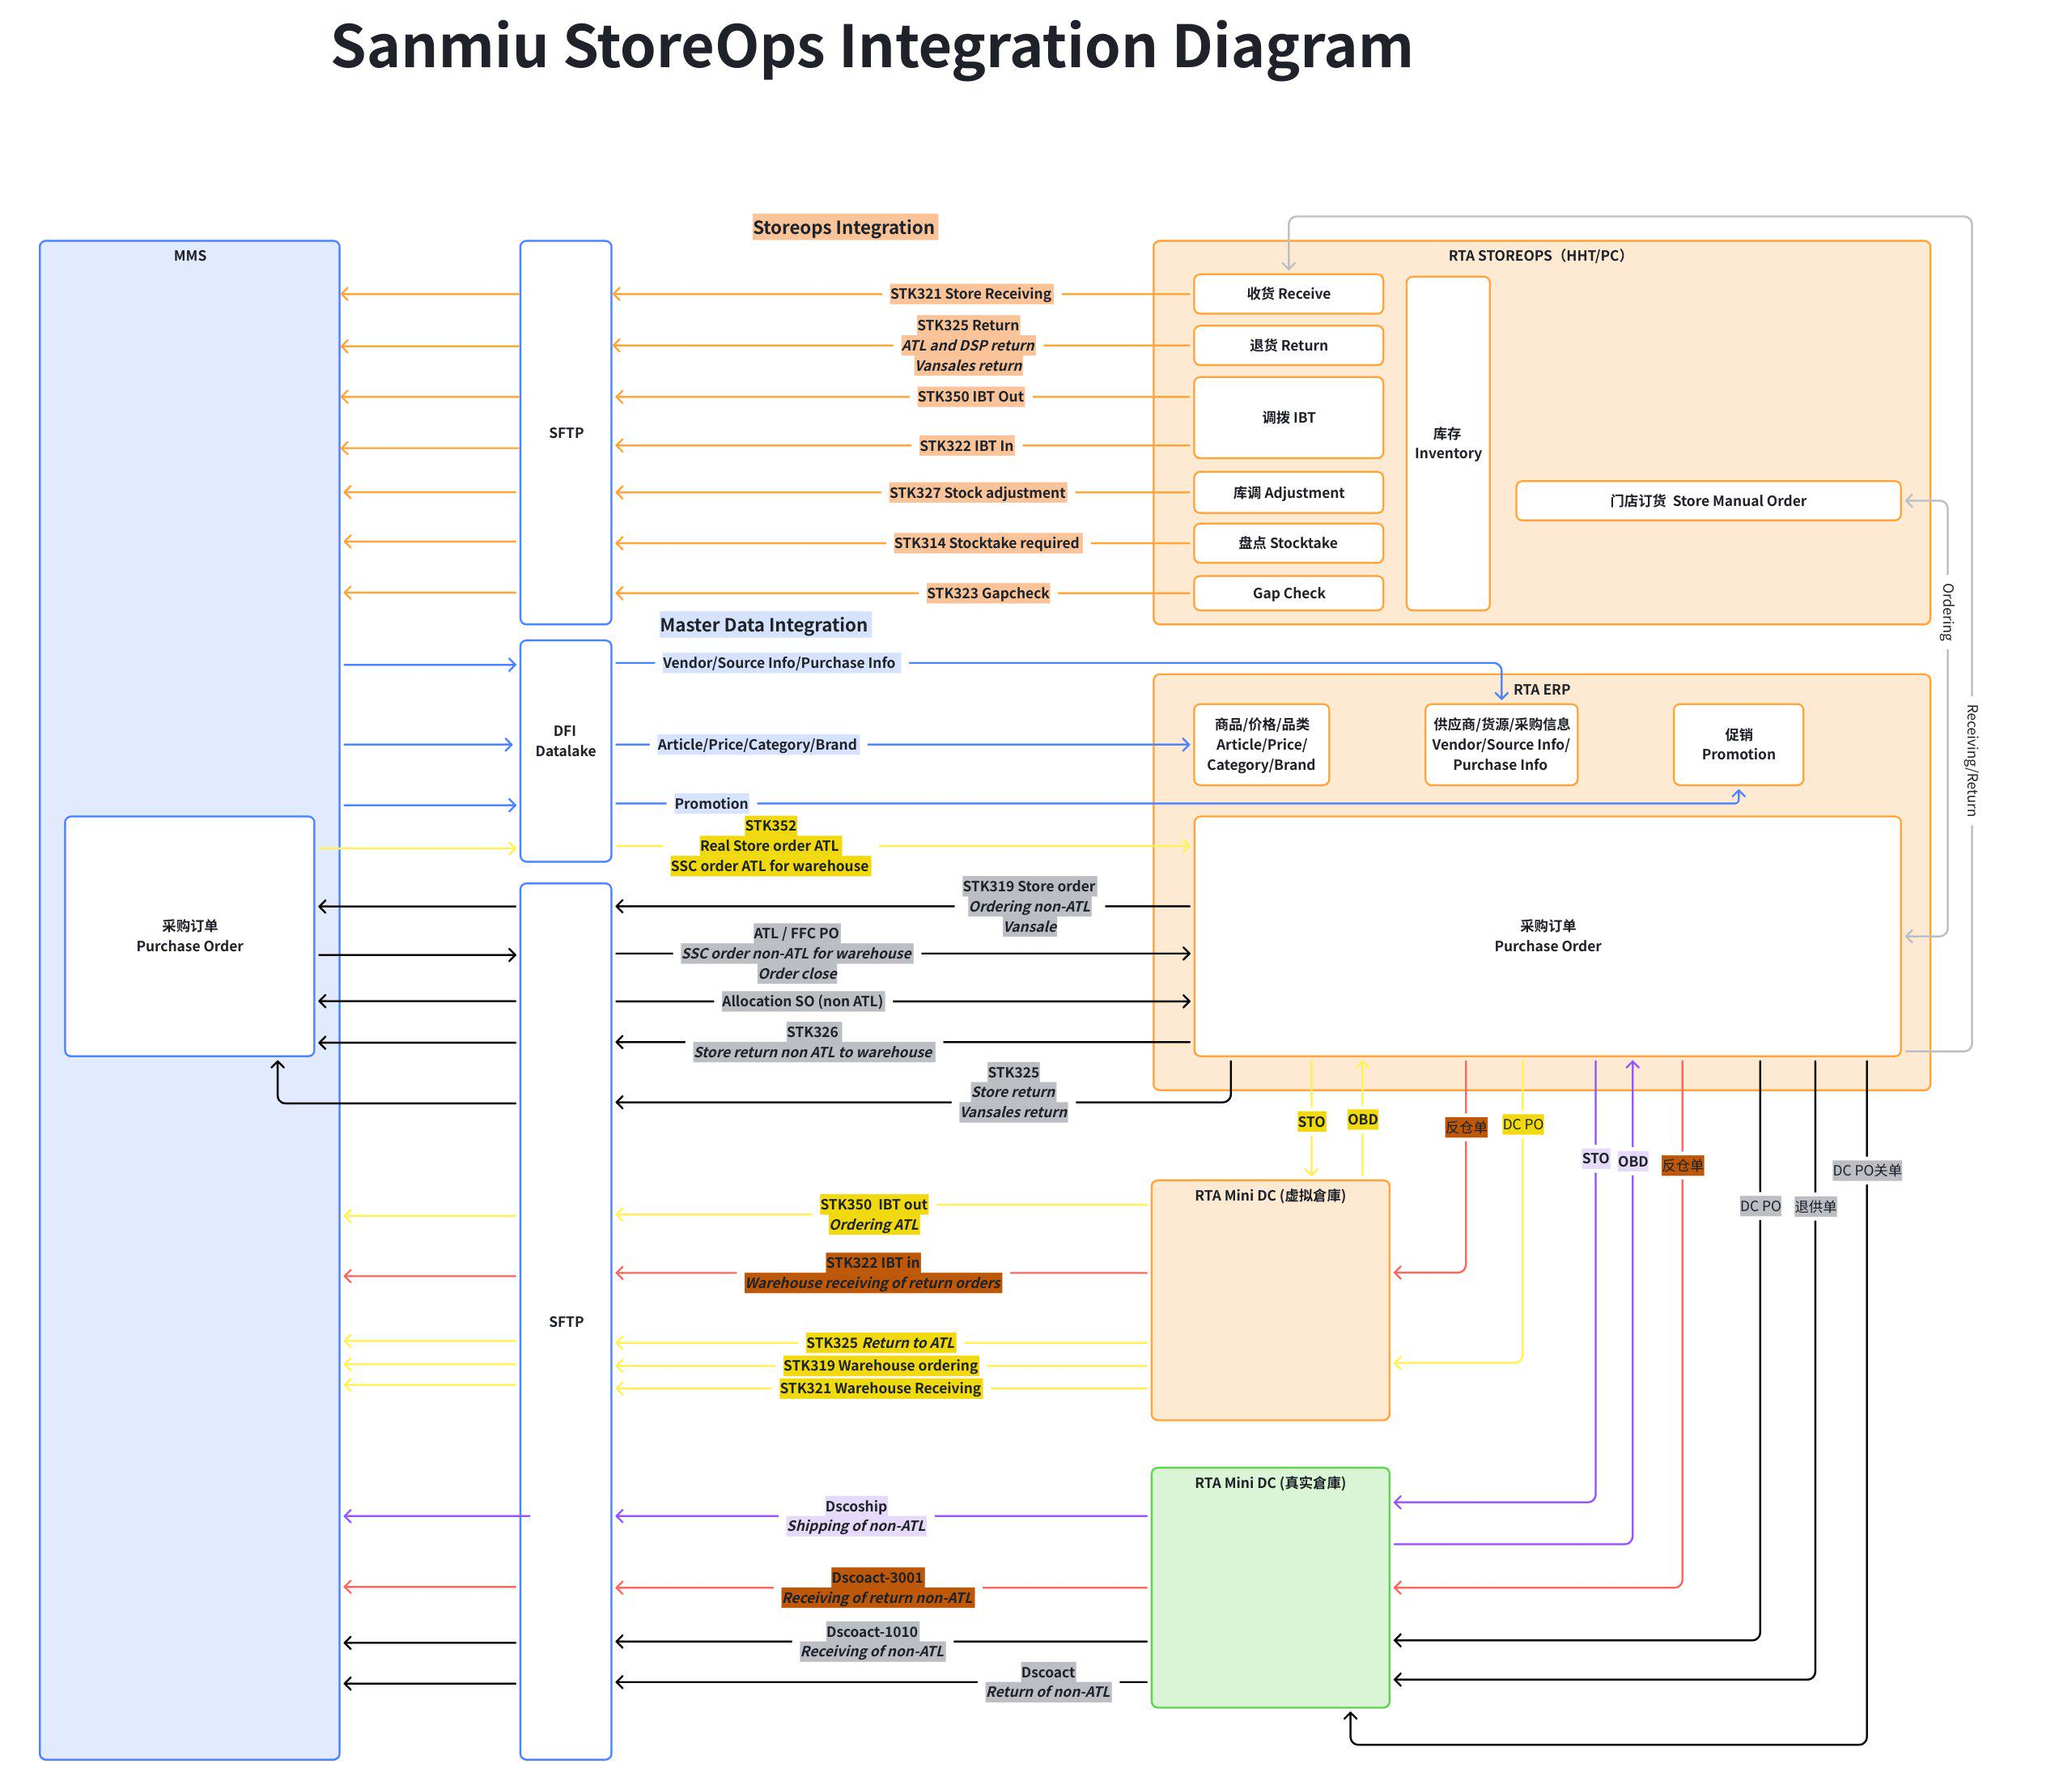 Sanmiu StoreOps Integration Diagram
Storeops Integration
MMS
RTA STOREOPS（HHT/PC）
STK321 Store Receiving
收货 Receive
STK325 Return
ATL and DSP return
Vansales return
退货 Return
STK350 IBT Out
调拨 IBT
STK322 IBT In
SFTP
库存
Inventory
STK327 Stock adjustment
库调 Adjustment
门店订货 Store Manual Order
STK314 Stocktake required
盘点 Stocktake
STK323 Gapcheck
Gap Check
Ordering
Master Data Integration
Vendor/Source Info/Purchase Info
RTA ERP
DFI
Datalake
Article/Price/Category/Brand
商品/价格/品类
Article/Price/
Category/Brand
供应商/货源/采购信息
Vendor/Source Info/
Purchase Info
促销
Promotion
Receiving/Return
Promotion
STK352
Real Store order ATL
SSC order ATL for warehouse
采购订单
Purchase Order
STK319 Store order
Ordering non-ATL
Vansale
采购订单
Purchase Order
ATL / FFC PO
SSC order non-ATL for warehouse
Order close
Allocation SO (non ATL)
STK326
Store return non ATL to warehouse
STK325
Store return
Vansales return
STO
OBD
反仓单
DC PO
STO
OBD
反仓单
DC PO
退供单
DC PO关单
RTA Mini DC (虚拟倉庫)
STK350 IBT out
Ordering ATL
STK322 IBT in
Warehouse receiving of return orders
SFTP
STK325 Return to ATL
STK319 Warehouse ordering
STK321 Warehouse Receiving
RTA Mini DC (真实倉庫)
Dscoship
Shipping of non-ATL
Dscoact-3001
Receiving of return non-ATL
Dscoact-1010
Receiving of non-ATL
Dscoact
Return of non-ATL